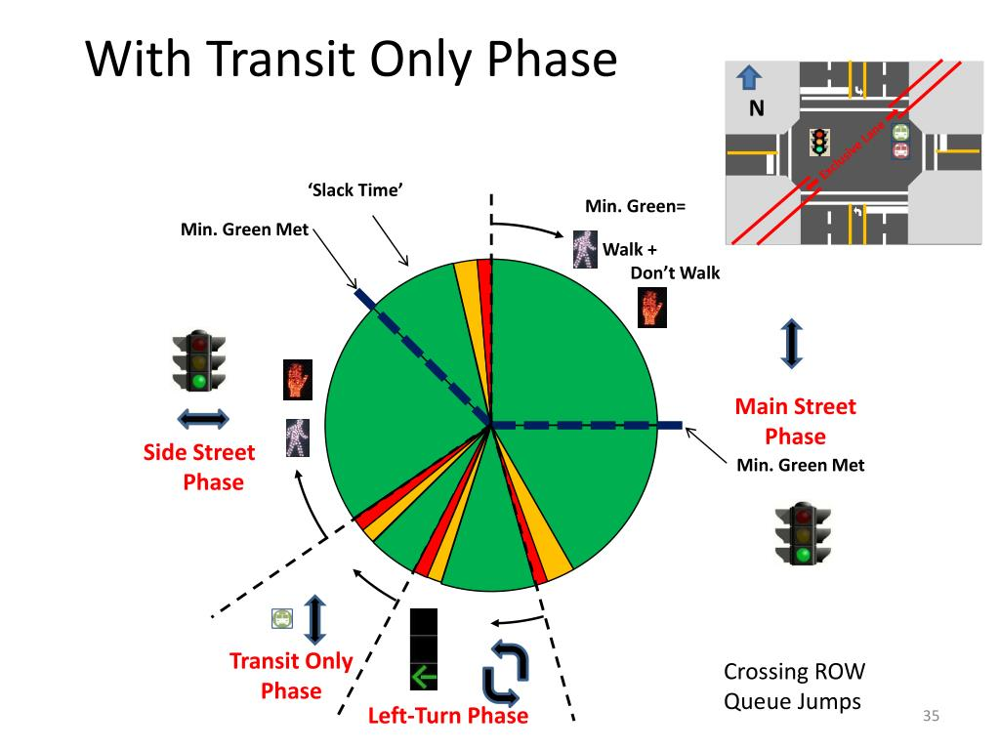 With Transit Only Phase
N
Exclusive Lane
‘Slack Time’
Min. Green Met
Min. Green=
Walk +
Don’t Walk
Main Street
Phase
Min. Green Met
Side Street
Phase
Transit Only
Phase
Left-Turn Phase
Crossing ROW
Queue Jumps
35